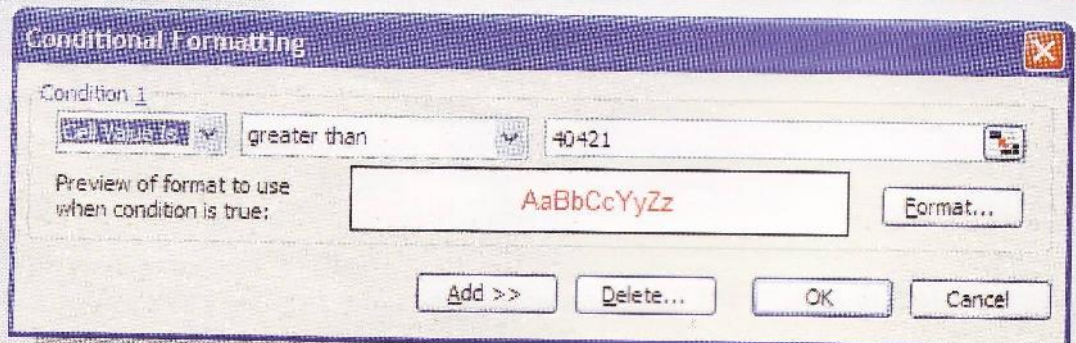 Conditional Formatting
Condition 1
Cell Value Is greater than 40421
Preview of format to use
when condition is true:
AaBbCcYyZz
Format...
Add >> Delete... OK Cancel